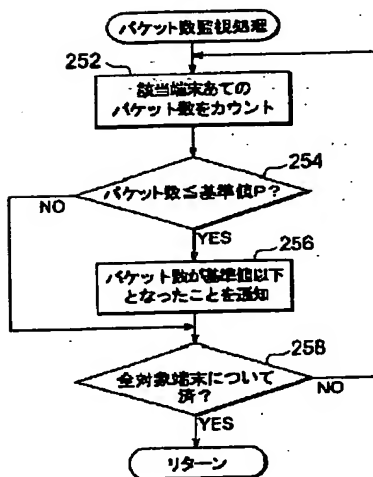 パケット数監視処理
252
該当端末あての
パケット数をカウント
254
パケット数≦基準値P?
NO
YES
256
パケット数が基準値以下
となったことを通知
258
全対象端末について
済?
NO
YES
リターン